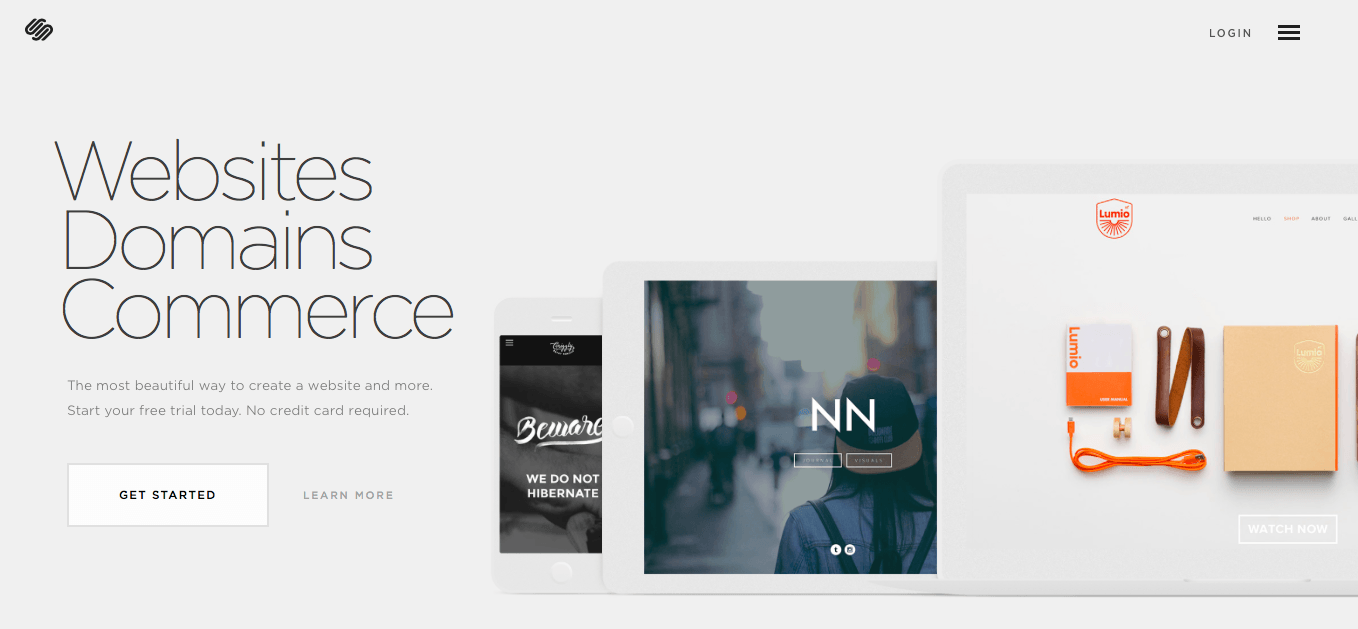 LOGIN
Websites
Domains
Commerce
The most beautiful way to create a website and more.
Start your free trial today. No credit card required.
GET STARTED
LEARN MORE
Beware
WE DO NOT
HIBERNATE
NN
JOURNAL
VISUALS
Lumio
HELLO SHOP ABOUT GALL
Lumio
USER MANUAL
Lumio
WATCH NOW